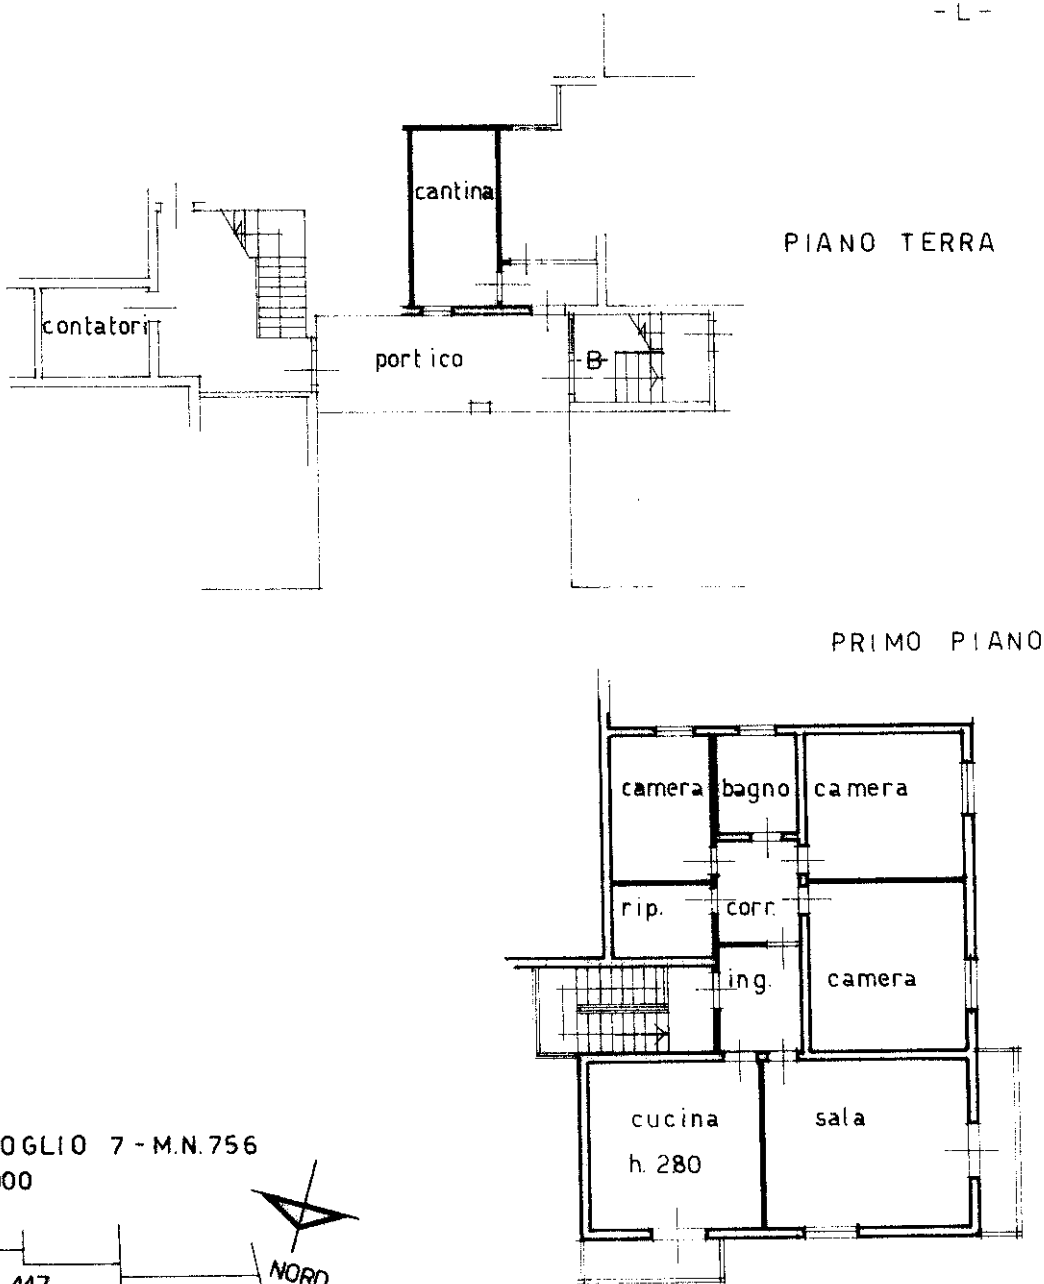 - L -
cantina
PIANO TERRA
contatori
portico
-B-
PRIMO PIANO
camera
bagno
camera
rip.
corr.
ing.
camera
cucina
h. 280
sala
OGLIO 7 - M.N. 756
00
NORD
447